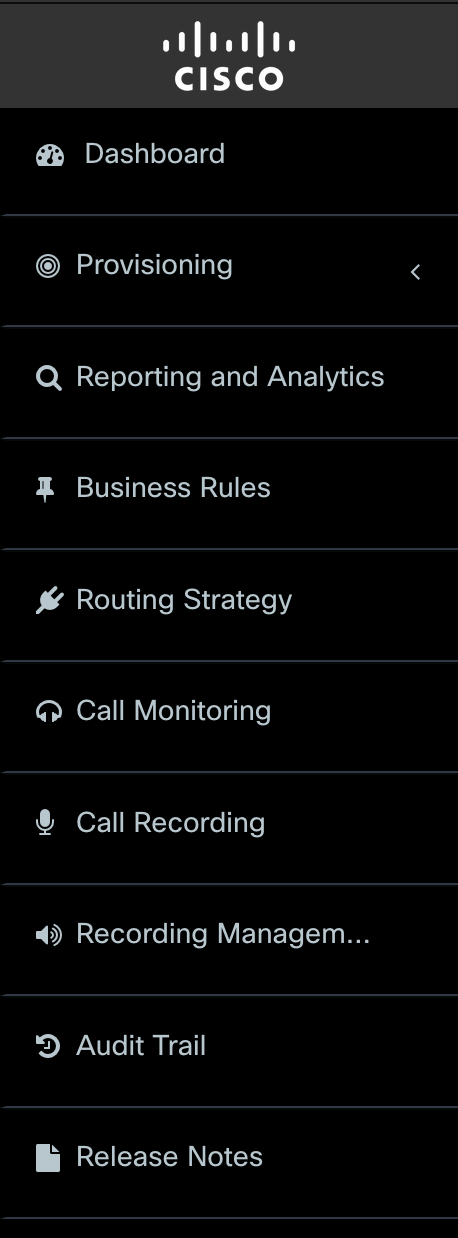 CISCO
Dashboard
Provisioning
Reporting and Analytics
Business Rules
Routing Strategy
Call Monitoring
Call Recording
Recording Managem...
Audit Trail
Release Notes